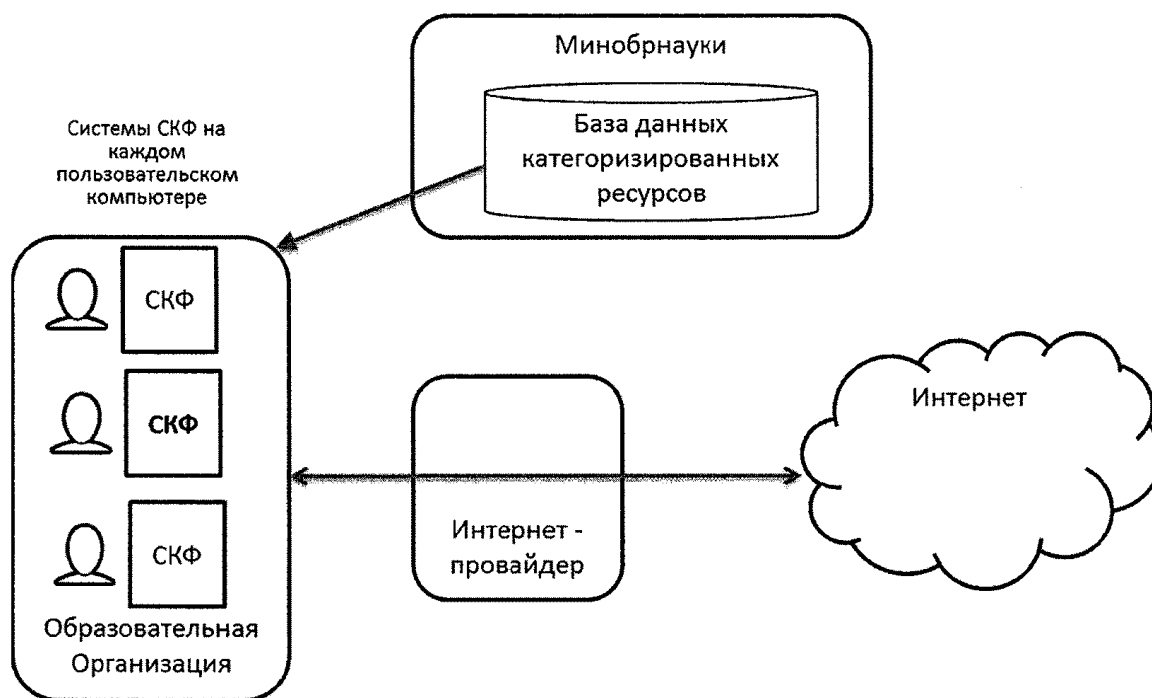 Минобрнауки
База данных
категоризированных
ресурсов
Системы СКФ на
каждом
пользовательском
компьютере
СКФ
СКФ
СКФ
Образовательная
Организация
Интернет -
провайдер
Интернет